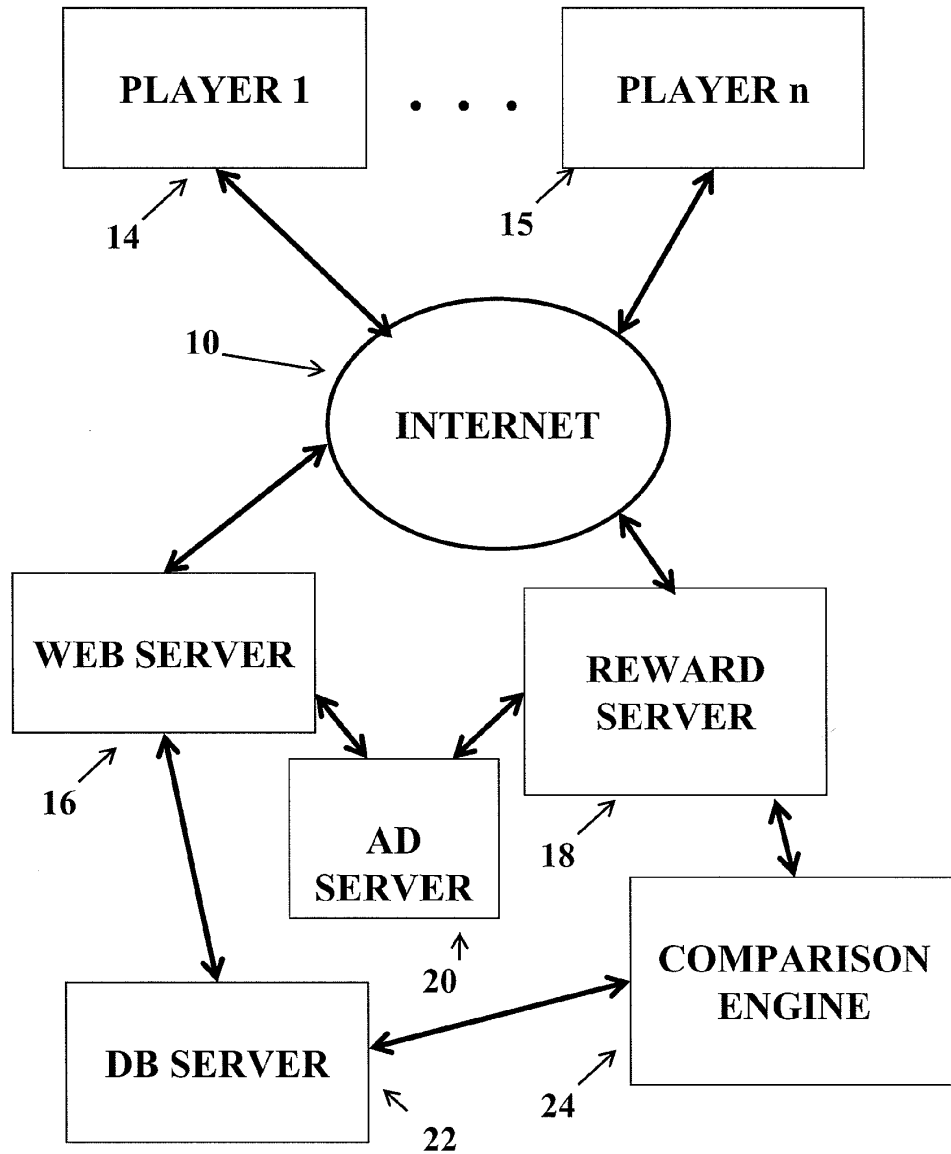 PLAYER 1
. . .
PLAYER n
14
15
10
INTERNET
WEB SERVER
REWARD
SERVER
16
AD
SERVER
18
20
COMPARISON
ENGINE
DB SERVER
24
22